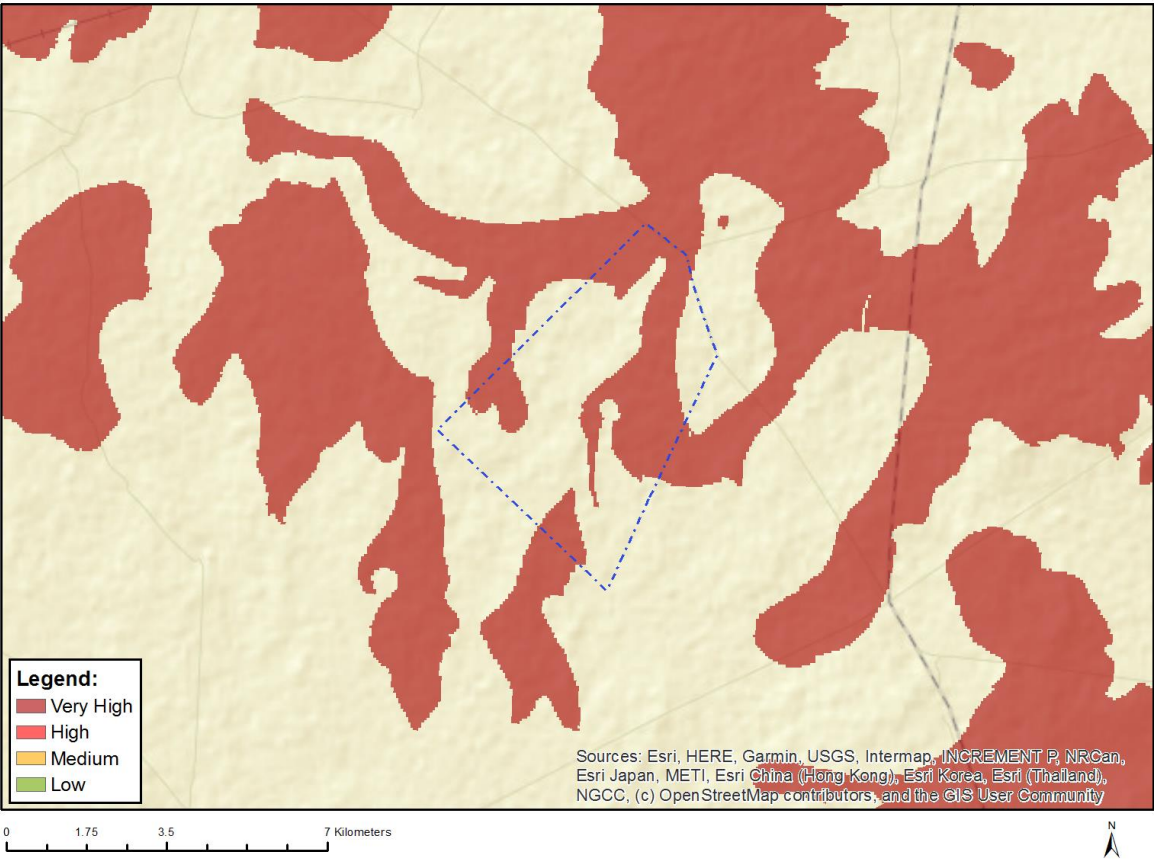 Legend:
Very High
High
Medium
Low
Sources: Esri, HERE, Garmin, USGS, Intermap, INCREMENT P, NRCan,
Esri Japan, METI, Esri China (Hong Kong), Esri Korea, Esri (Thailand),
NGCC, (c) OpenStreetMap contributors, and the GIS User Community
0 1.75 3.5 7 Kilometers
N